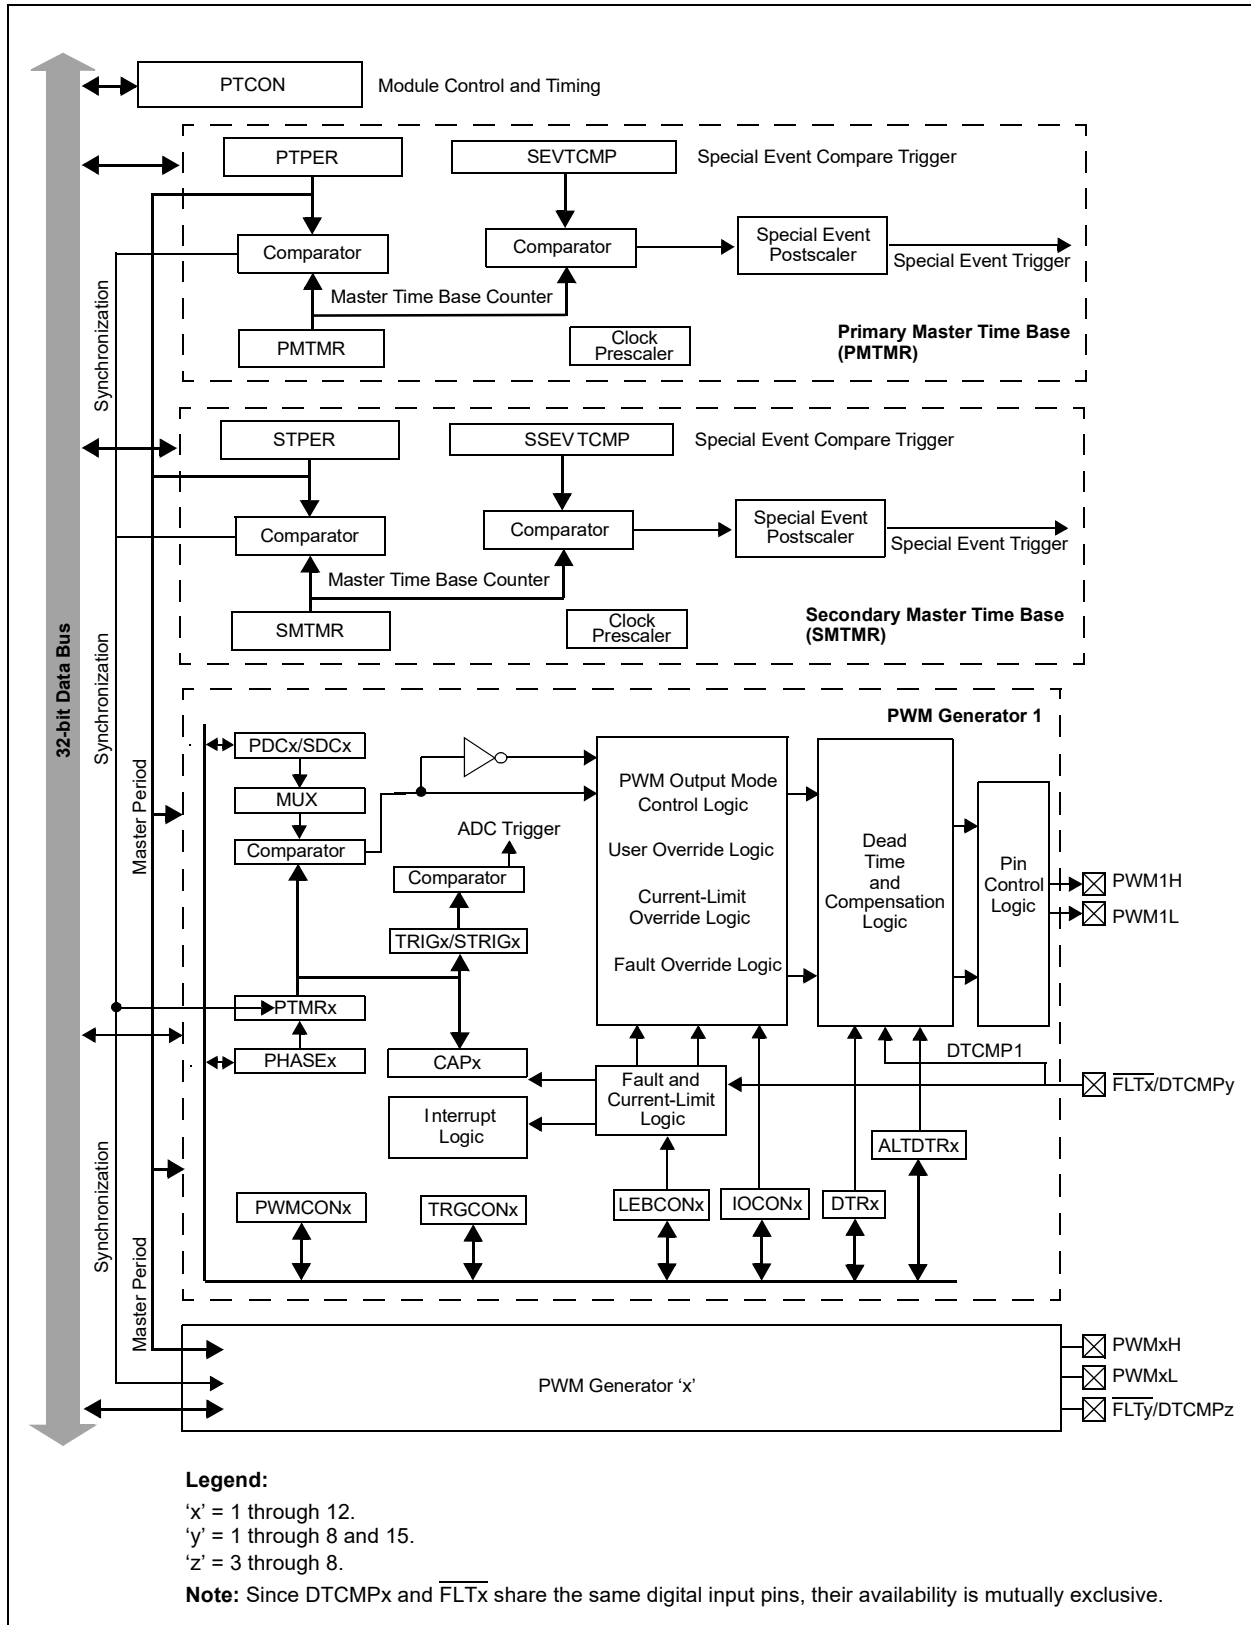 PTCON
Module Control and Timing
PTPER
SEVTCMP
Special Event Compare Trigger
Comparator
Comparator
Special Event
Postscaler
Special Event Trigger
Master Time Base Counter
PMTMR
Clock
Prescaler
Primary Master Time Base
(PMTMR)
Synchronization
STPER
SSEVTCMP
Special Event Compare Trigger
Comparator
Comparator
Special Event
Postscaler
Special Event Trigger
Master Time Base Counter
SMTMR
Clock
Prescaler
Secondary Master Time Base
(SMTMR)
32-bit Data Bus
Synchronization
Master Period
PWM Generator 1
PDCx/SDCx
MUX
Comparator
ADC Trigger
Comparator
TRIGx/STRIGx
PTMRx
PHASEx
CAPx
Interrupt
Logic
PWM Output Mode
Control Logic
User Override Logic
Current-Limit
Override Logic
Fault Override Logic
Dead
Time
and
Compensation
Logic
Pin
Control
Logic
PWM1H
PWM1L
DTCMP1
FLTx/DTCMPy
Fault and
Current-Limit
Logic
ALTDTRx
PWMCONx
TRGCONx
LEBCONx
IOCONx
DTRx
Synchronization
Master Period
PWM Generator ‘x’
PWMxH
PWMxL
FLTy/DTCMPz
Legend:
‘x’ = 1 through 12.
‘y’ = 1 through 8 and 15.
‘z’ = 3 through 8.
Note: Since DTCMPx and FLTx share the same digital input pins, their availability is mutually exclusive.